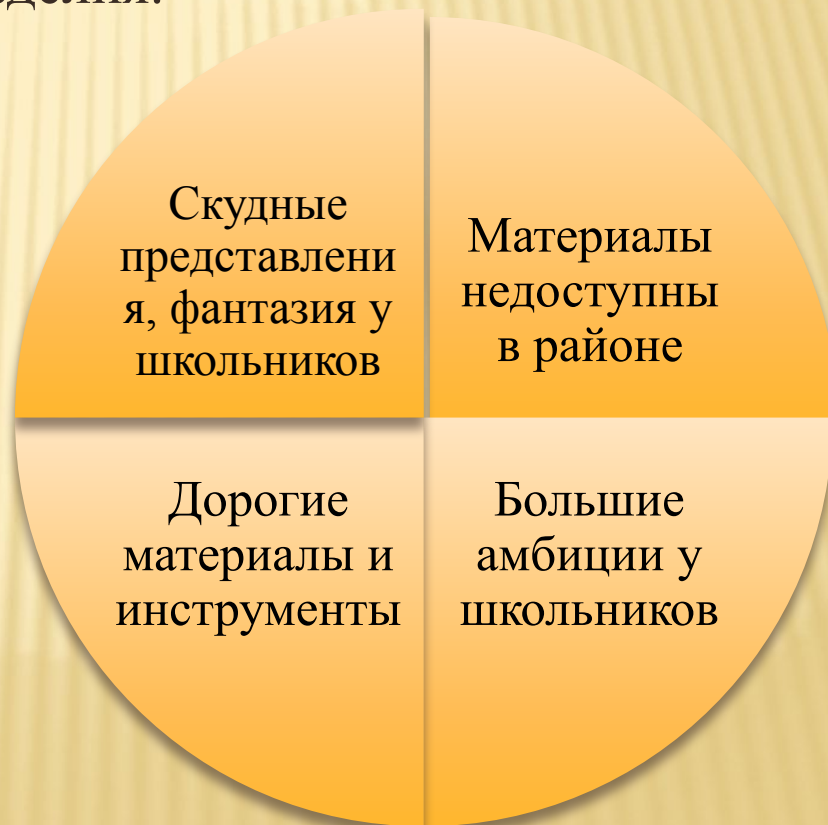 Скудные
представлени
я, фантазия у
школьников
Материалы
недоступны
в районе
Дорогие
материалы и
инструменты
Большие
амбиции у
школьников